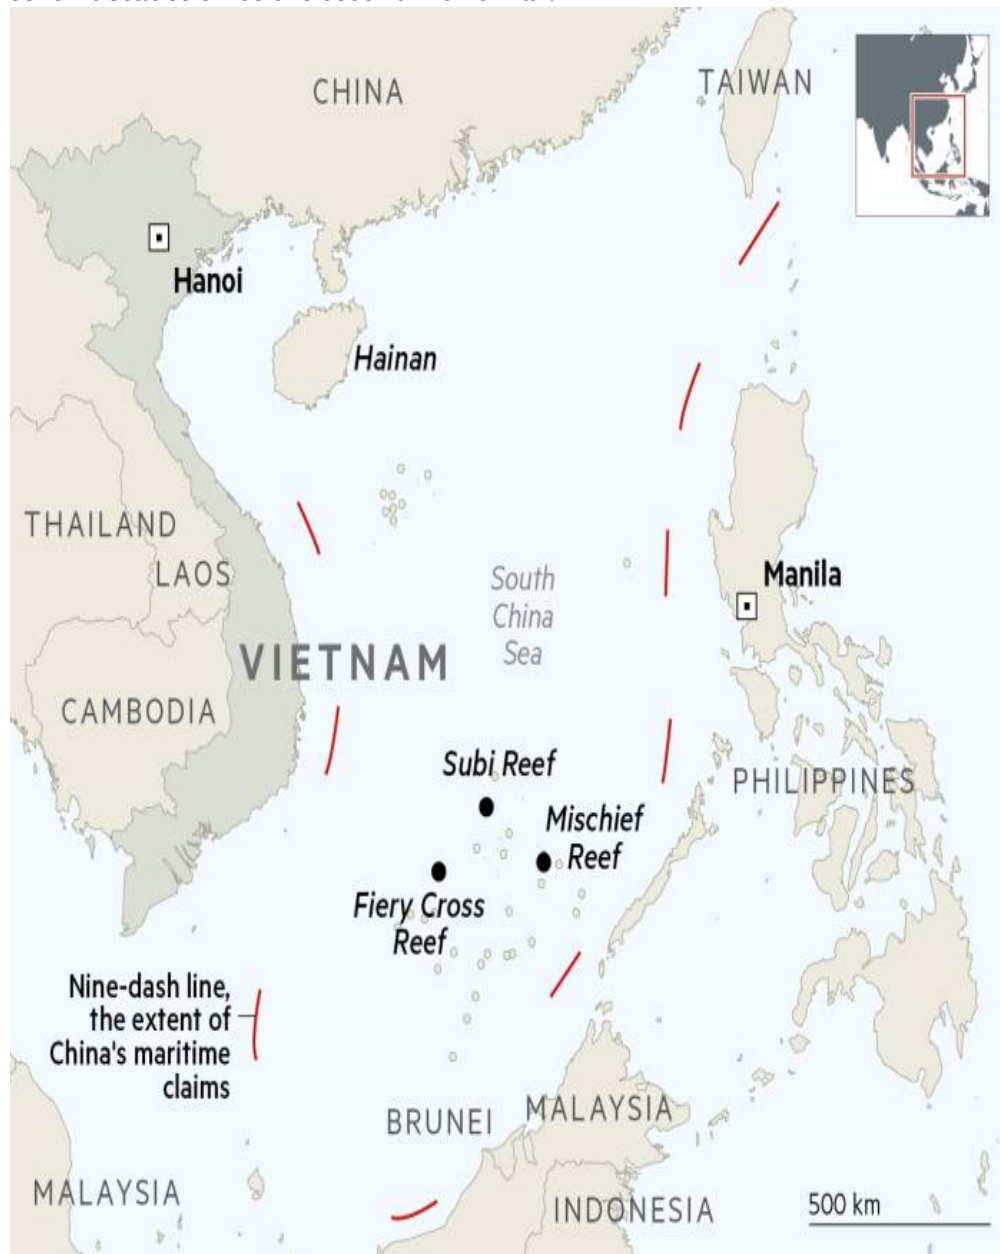 CHINA
TAIWAN
Hanoi
Hainan
THAILAND
LAOS
South
China
Sea
Manila
VIETNAM
CAMBODIA
Subi Reef
PHILIPPINES
Mischief
Reef
Fiery Cross
Reef
Nine-dash line,
the extent of
China's maritime
claims
BRUNEI
MALAYSIA
MALAYSIA
INDONESIA
500 km